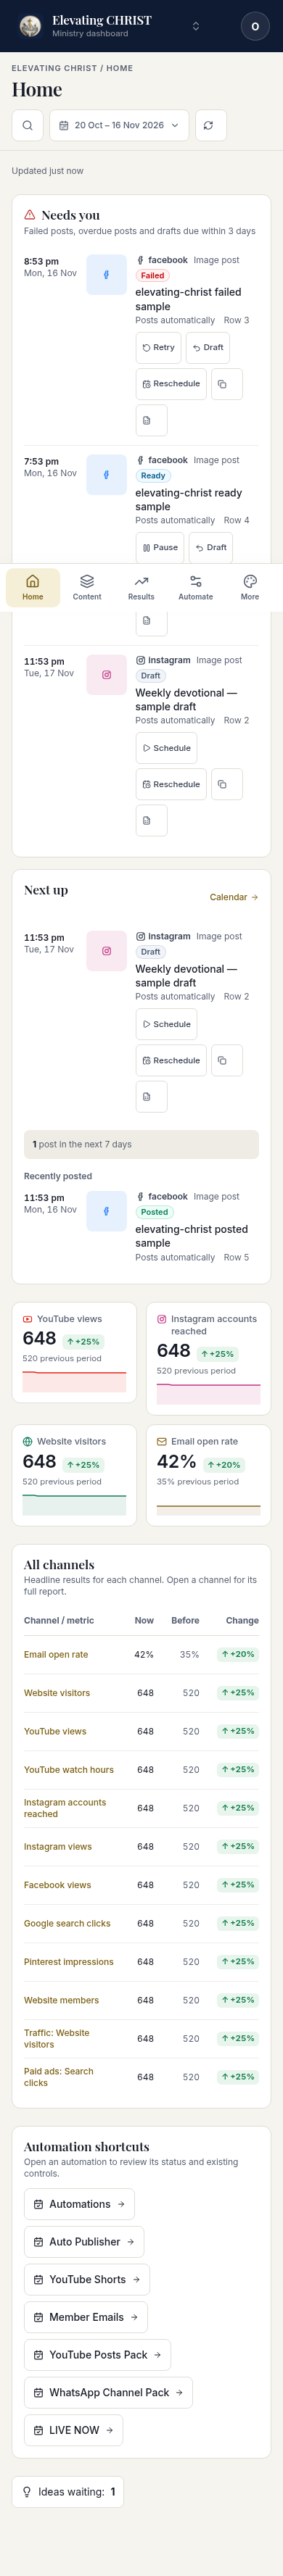 Elevating CHRIST
Ministry dashboard
O
ELEVATING CHRIST / HOME
Home
20 Oct – 16 Nov 2026
Updated just now
Needs you
Failed posts, overdue posts and drafts due within 3 days
8:53 pm
Mon, 16 Nov
facebook Image post
Failed
elevating-christ failed
sample
Posts automatically Row 3
Retry
Draft
Reschedule
7:53 pm
Mon, 16 Nov
facebook Image post
Ready
elevating-christ ready
sample
Posts automatically Row 4
Pause
Draft
Home
Content
Results
Automate
More
11:53 pm
Tue, 17 Nov
instagram Image post
Draft
Weekly devotional —
sample draft
Posts automatically Row 2
Schedule
Reschedule
Next up
Calendar →
11:53 pm
Tue, 17 Nov
instagram Image post
Draft
Weekly devotional —
sample draft
Posts automatically Row 2
Schedule
Reschedule
1 post in the next 7 days
Recently posted
11:53 pm
Mon, 16 Nov
facebook Image post
Posted
elevating-christ posted
sample
Posts automatically Row 5
YouTube views
648 ↑+25%
520 previous period
Instagram accounts
reached
648 ↑+25%
520 previous period
Website visitors
648 ↑+25%
520 previous period
Email open rate
42% ↑+20%
35% previous period
All channels
Headline results for each channel. Open a channel for its
full report.
Channel / metric Now Before Change
Email open rate 42% 35% ↑+20%
Website visitors 648 520 ↑+25%
YouTube views 648 520 ↑+25%
YouTube watch hours 648 520 ↑+25%
Instagram accounts
reached 648 520 ↑+25%
Instagram views 648 520 ↑+25%
Facebook views 648 520 ↑+25%
Google search clicks 648 520 ↑+25%
Pinterest impressions 648 520 ↑+25%
Website members 648 520 ↑+25%
Traffic: Website
visitors 648 520 ↑+25%
Paid ads: Search
clicks 648 520 ↑+25%
Automation shortcuts
Open an automation to review its status and existing
controls.
Automations →
Auto Publisher →
YouTube Shorts →
Member Emails →
YouTube Posts Pack →
WhatsApp Channel Pack →
LIVE NOW →
Ideas waiting: 1